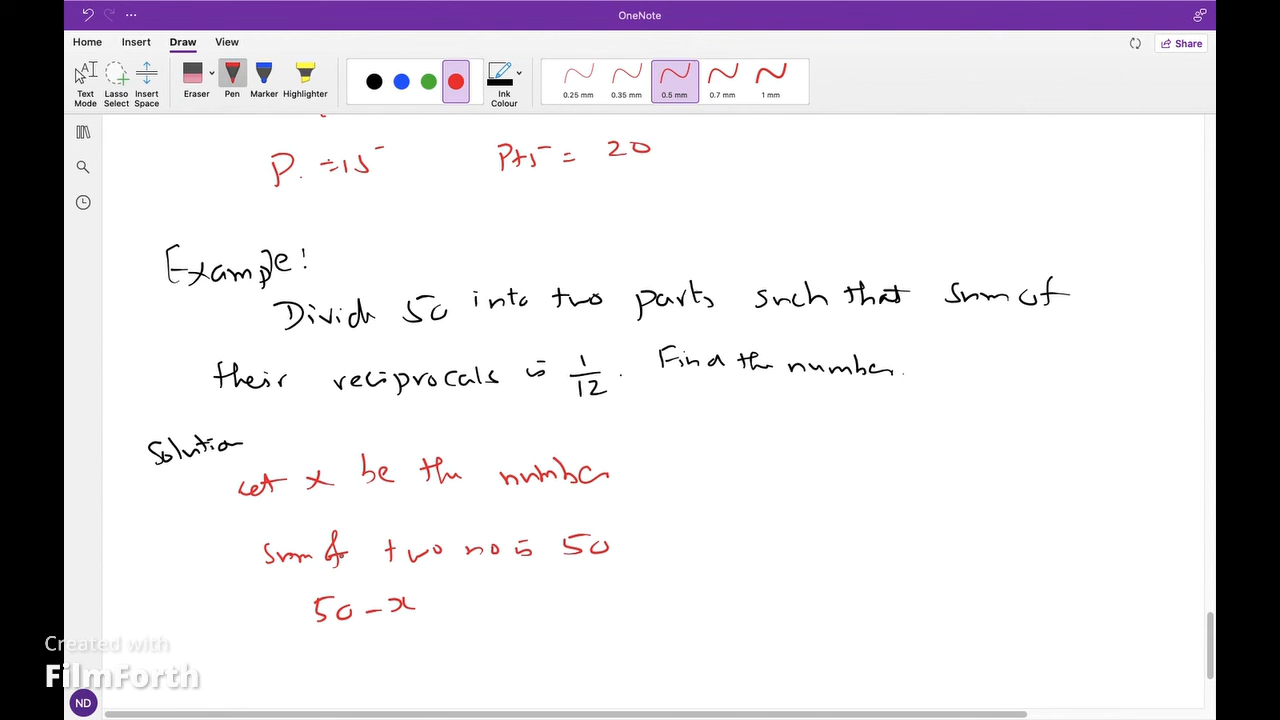 OneNote
Home Insert Draw View
Share
Text Mode Lasso Select Insert Space Eraser Pen Marker Highlighter Ink Colour 0.25 mm 0.35 mm 0.5 mm 0.7 mm 1 mm
P. = 15 P+5 = 20
Example!
Divide 50 into two parts such that sum of
their reciprocals is 1/12. Find the number.
Solution
Let x be the number
sum of two no is 50
50 - x
Created with
FilmForth
ND